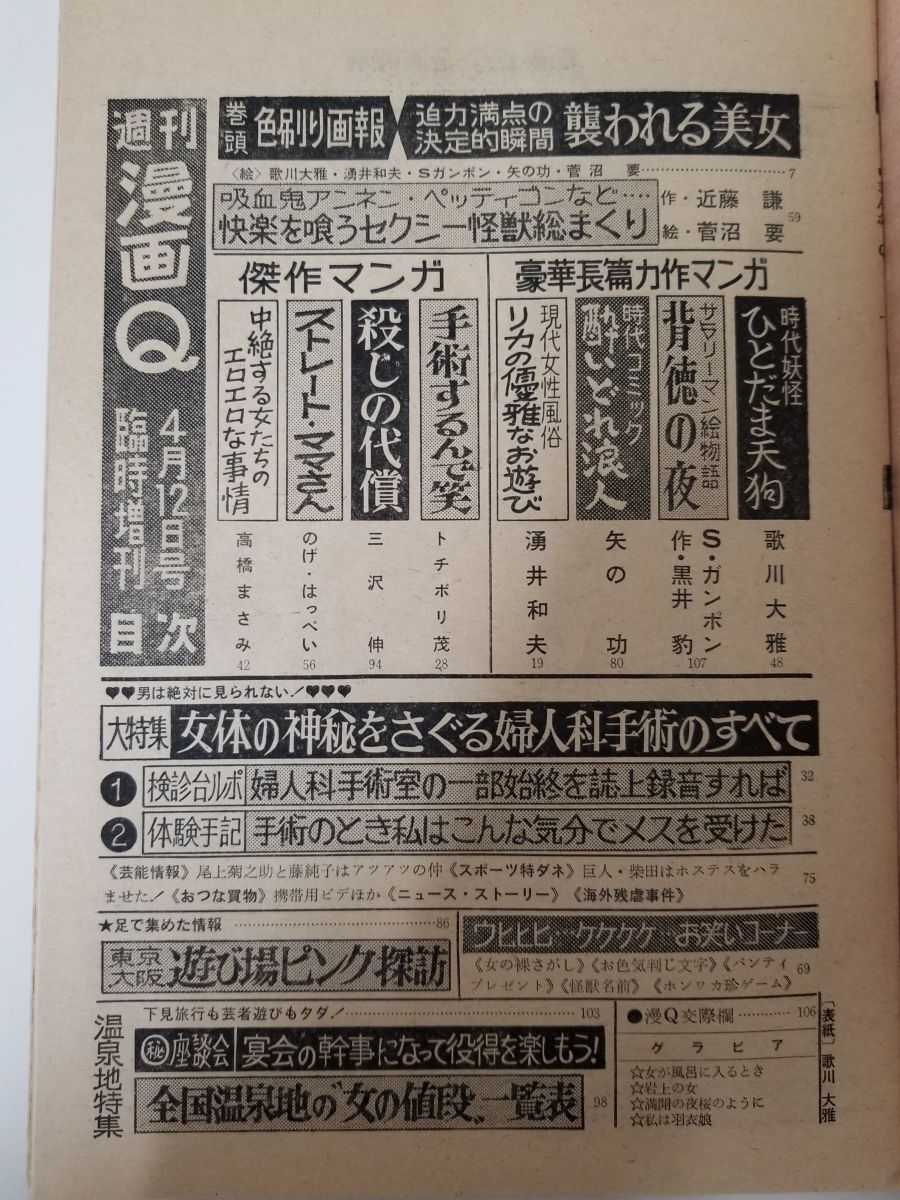 週刊
漫画Q
4月12日号
臨時増刊
目次
巻頭
色刷り画報
迫力満点の
決定的瞬間
襲われる美女
〈絵〉歌川大雅・湧井和夫・Sガンポン・矢の功・菅沼要……7
吸血鬼アンネン・ペッティゴンなど……
快楽を喰うセクシー怪獣総まくり
作・近藤謙
絵・菅沼要
59
豪華長篇力作マンガ
時代妖怪
ひとだま天狗
歌川大雅
48
サラリーマン絵物語
背徳の夜
S・ガンポン
作・黒井豹
107
時代コミック
酔いどれ浪人
矢の功
80
現代女性風俗
リカの優雅なお遊び
湧井和夫
19
傑作マンガ
手術するんで笑
トチボリ茂
28
殺しの代償
三沢伸
94
ストレート・ママさん
のげ・はっぺい
56
中絶する女たちの
エロエロな事情
高橋まさみ
42
♥♥男は絶対に見られない!♥♥♥
大特集 女体の神秘をさぐる婦人科手術のすべて
1 検診台ルポ 婦人科手術室の一部始終を誌上録音すれば 32
2 体験手記 手術のとき私はこんな気分でメスを受けた 38
《芸能情報》尾上菊之助と藤純子はアツアツの仲《スポーツ特ダネ》巨人・柴田はホステスをハラ
ませた!《おつな買物》携帯用ビデほか《ニュース・ストーリー》《海外残虐事件》
75
★足で集めた情報……86
東京
大阪
遊び場ピンク探訪
ウヒヒヒ…ケケケケ…お笑いコーナー
《女の裸さがし》《お色気判じ文字》《パンティ
プレゼント》《怪獣名前》《ホンワカ珍ゲーム》
69
温泉地特集
下見旅行も芸者遊びもタダ!……103
㊙座談会 宴会の幹事になって役得を楽しもう!
全国温泉地の〝女の値段〟一覧表 98
●漫Q交際欄……106
グラビア
☆女が風呂に入るとき
☆岩上の女
☆満開の夜桜のように
☆私は羽衣娘
〔表紙〕歌川大雅